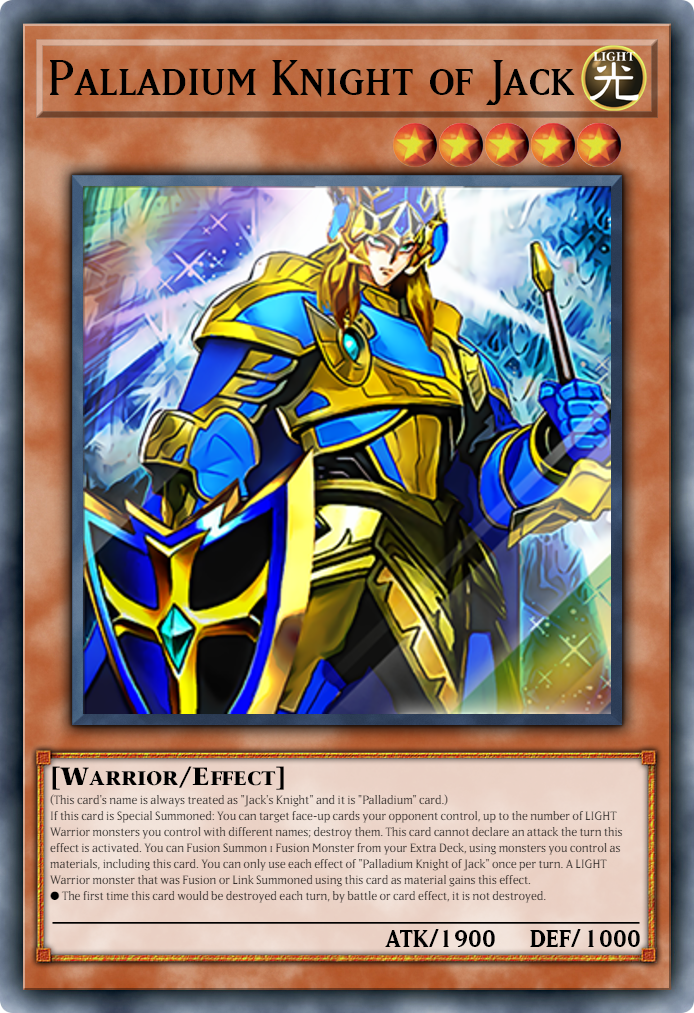 Palladium Knight of Jack
LIGHT
光
[Warrior/Effect]
(This card's name is always treated as "Jack's Knight" and it is "Palladium" card.)
If this card is Special Summoned: You can target face-up cards your opponent control, up to the number of LIGHT
Warrior monsters you control with different names; destroy them. This card cannot declare an attack the turn this
effect is activated. You can Fusion Summon 1 Fusion Monster from your Extra Deck, using monsters you control as
materials, including this card. You can only use each effect of "Palladium Knight of Jack" once per turn. A LIGHT
Warrior monster that was Fusion or Link Summoned using this card as material gains this effect.
● The first time this card would be destroyed each turn, by battle or card effect, it is not destroyed.
ATK/1900 DEF/1000